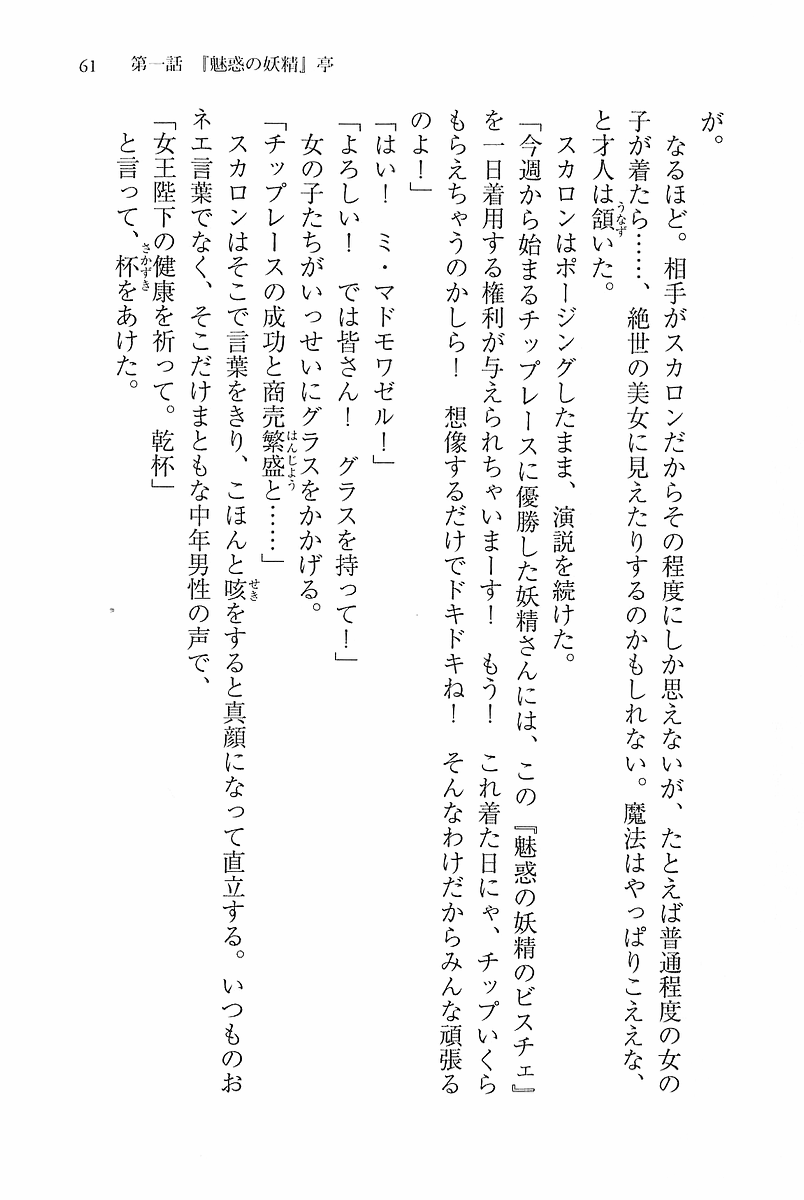 61　第一話　『魅惑の妖精』亭
が。
　なるほど。相手がスカロンだからその程度にしか思えないが、たとえば普通程度の女の
子が着たら……、絶世の美女に見えたりするのかもしれない。魔法はやっぱりこええな、
と才人は頷いた。
　スカロンはポージングしたまま、演説を続けた。
「今週から始まるチップレースに優勝した妖精さんには、この『魅惑の妖精のビスチェ』
を一日着用する権利が与えられちゃいまーす！　もう！　これ着た日にゃ、チップいくら
もらえちゃうのかしら！　想像するだけでドキドキね！　そんなわけだからみんな頑張る
のよ！」
「はい！　ミ・マドモワゼル！」
「よろしい！　では皆さん！　グラスを持って！」
　女の子たちがいっせいにグラスをかかげる。
「チップレースの成功と商売繁盛と……」
　スカロンはそこで言葉をきり、こほんと咳をすると真顔になって直立する。いつものお
ネエ言葉でなく、そこだけまともな中年男性の声で、
「女王陛下の健康を祈って。乾杯」
　と言って、杯をあけた。
うなず
はんじょう
せき
さかずき